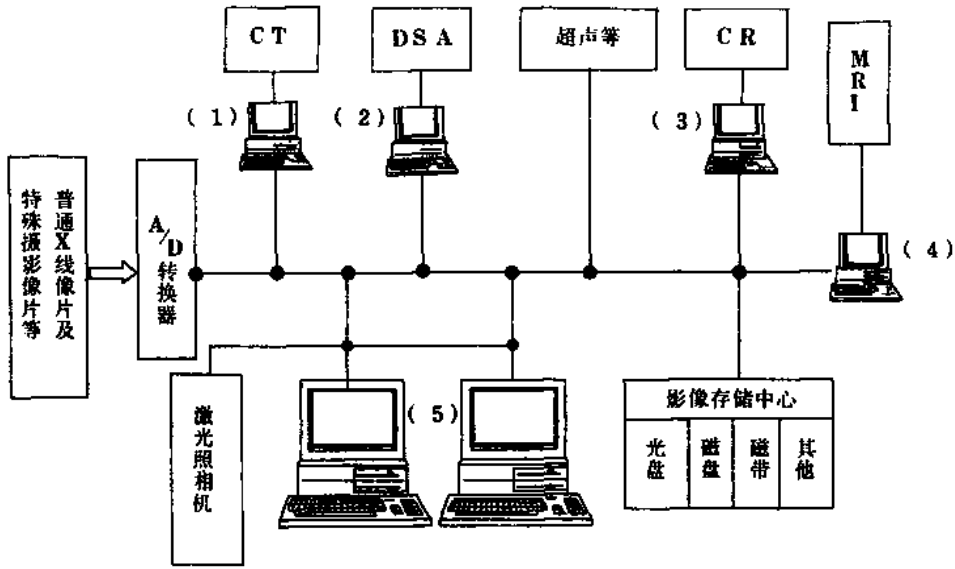 CT
DSA
超声等
CR
MRI
(1)
(2)
(3)
(4)
普通X线像片及
特殊摄影像片等
A/D转换器
激光照相机
(5)
影像存储中心
光盘
磁盘
磁带
其他